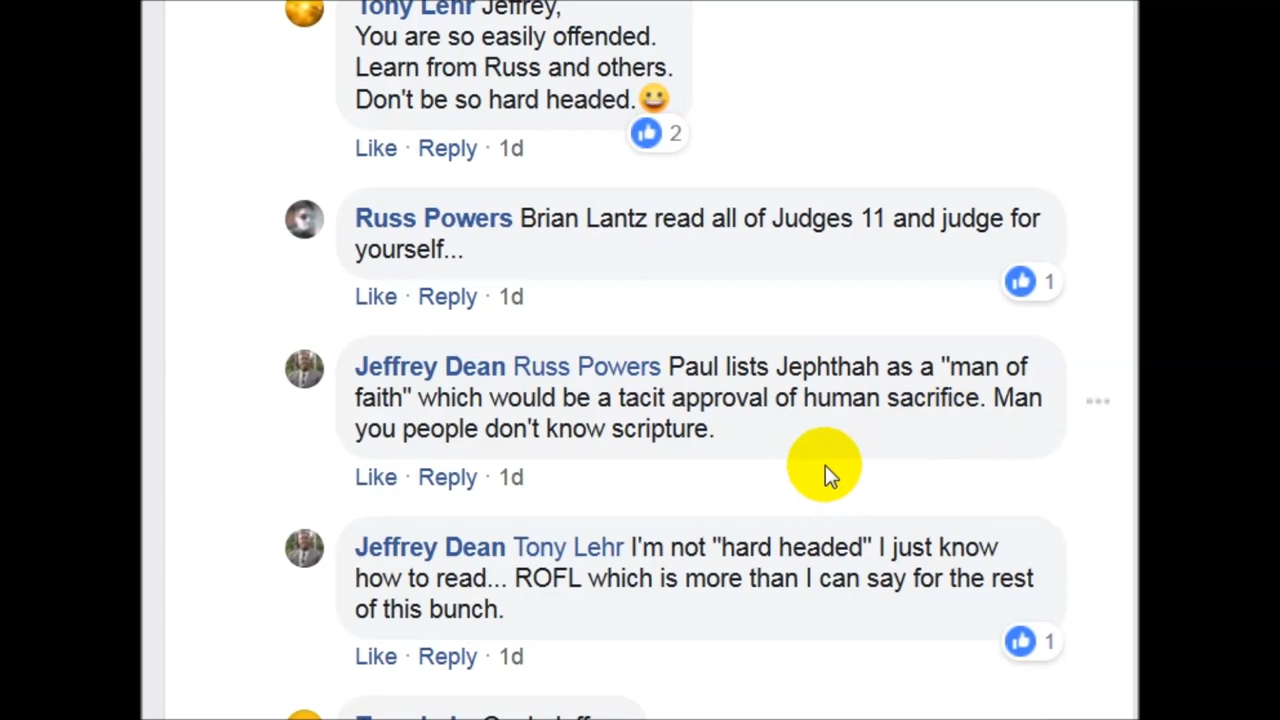 Tony Lehr Jeffrey,
You are so easily offended.
Learn from Russ and others.
Don't be so hard headed.😀
2
Like · Reply · 1d
Russ Powers Brian Lantz read all of Judges 11 and judge for
yourself...
1
Like · Reply · 1d
Jeffrey Dean Russ Powers Paul lists Jephthah as a "man of
faith" which would be a tacit approval of human sacrifice. Man
you people don't know scripture.
Like · Reply · 1d
Jeffrey Dean Tony Lehr I'm not "hard headed" I just know
how to read... ROFL which is more than I can say for the rest
of this bunch.
1
Like · Reply · 1d